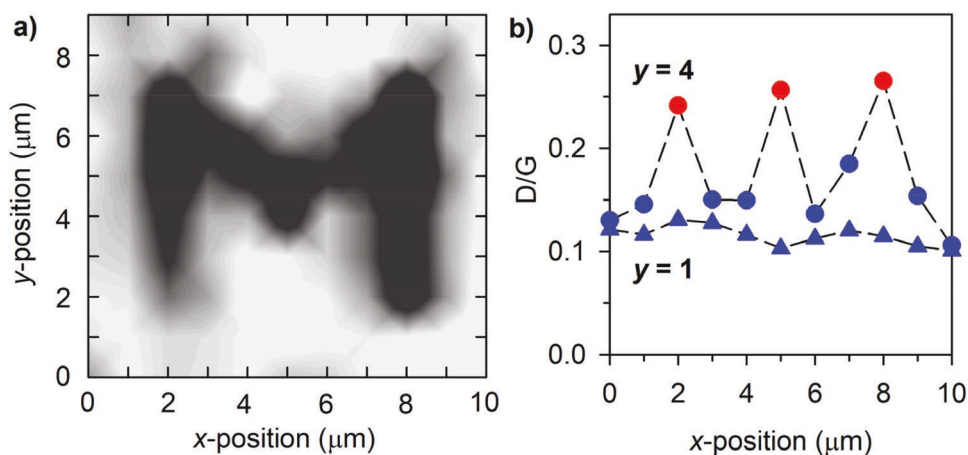 a)
8
6
4
2
0
y-position (μm)
0 2 4 6 8 10
x-position (μm)
b)
0.3
0.2
0.1
0.0
D/G
y = 4
y = 1
0 2 4 6 8 10
x-position (μm)